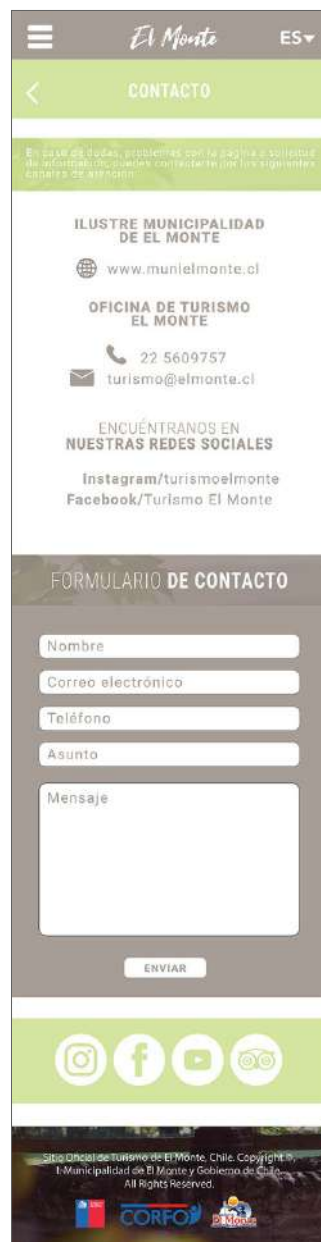 El Monte
ES
CONTACTO
En caso de dudas, problemas con la página o solicitud
de información, puedes contactarte por los siguientes
canales de atención
ILUSTRE MUNICIPALIDAD
DE EL MONTE
www.munielmonte.cl
OFICINA DE TURISMO
EL MONTE
22 5609757
turismo@elmonte.cl
ENCUÉNTRANOS EN
NUESTRAS REDES SOCIALES
Instagram/turismoelmonte
Facebook/Turismo El Monte
FORMULARIO DE CONTACTO
Nombre
Correo electrónico
Teléfono
Asunto
Mensaje
ENVIAR
Sitio Oficial de Turismo de El Monte, Chile. Copyright ©.
I-Municipalidad de El Monte y Gobierno de Chile.
All Rights Reserved.
CORFO
El Monte